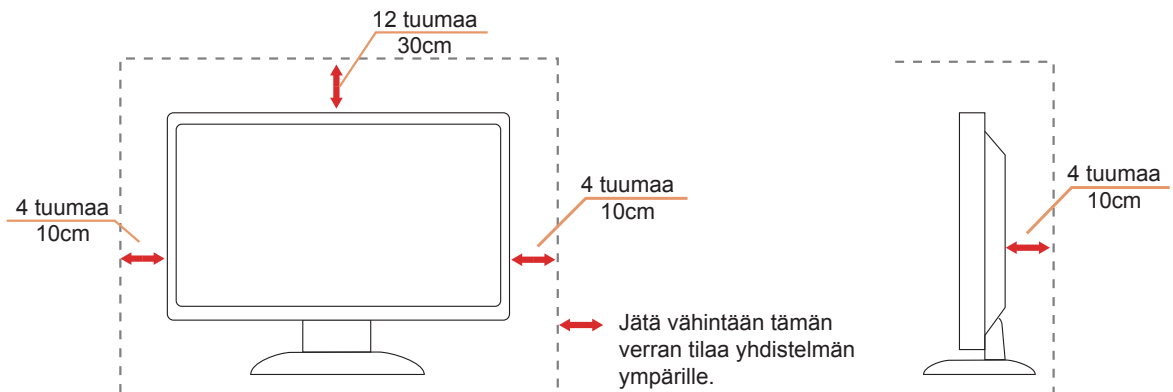 12 tuumaa
30cm
4 tuumaa
10cm
4 tuumaa
10cm
4 tuumaa
10cm
Jätä vähintään tämän
verran tilaa yhdistelmän
ympärille.